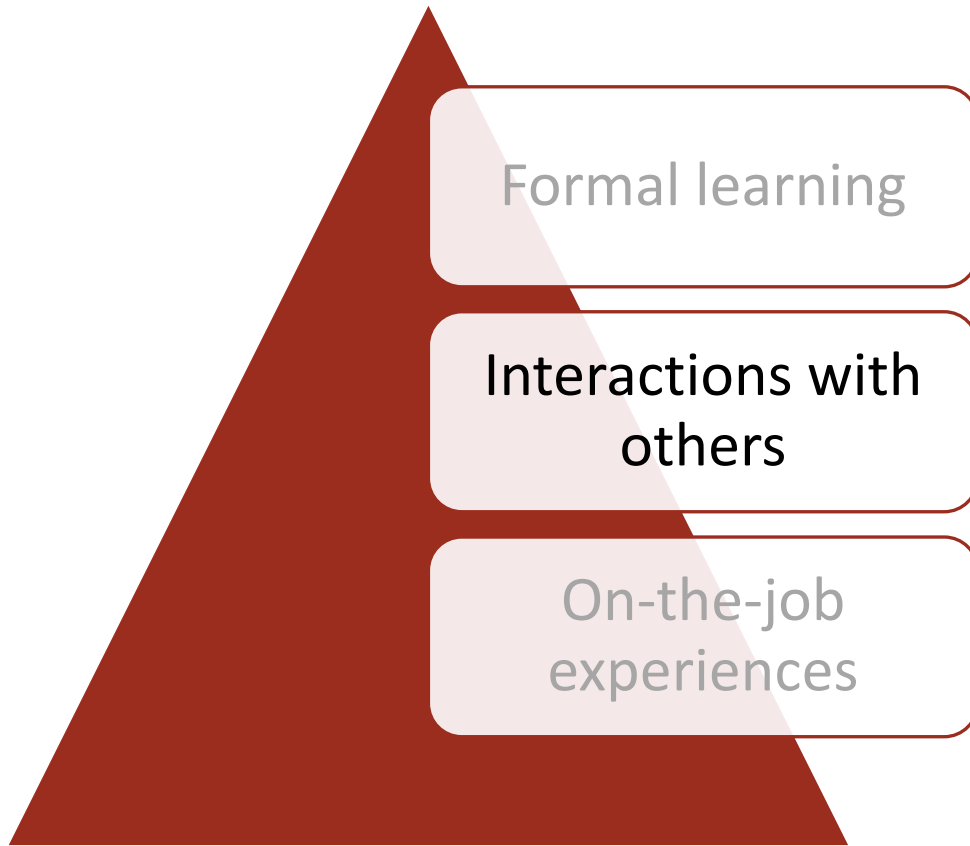 Formal learning
Interactions with
others
On-the-job
experiences